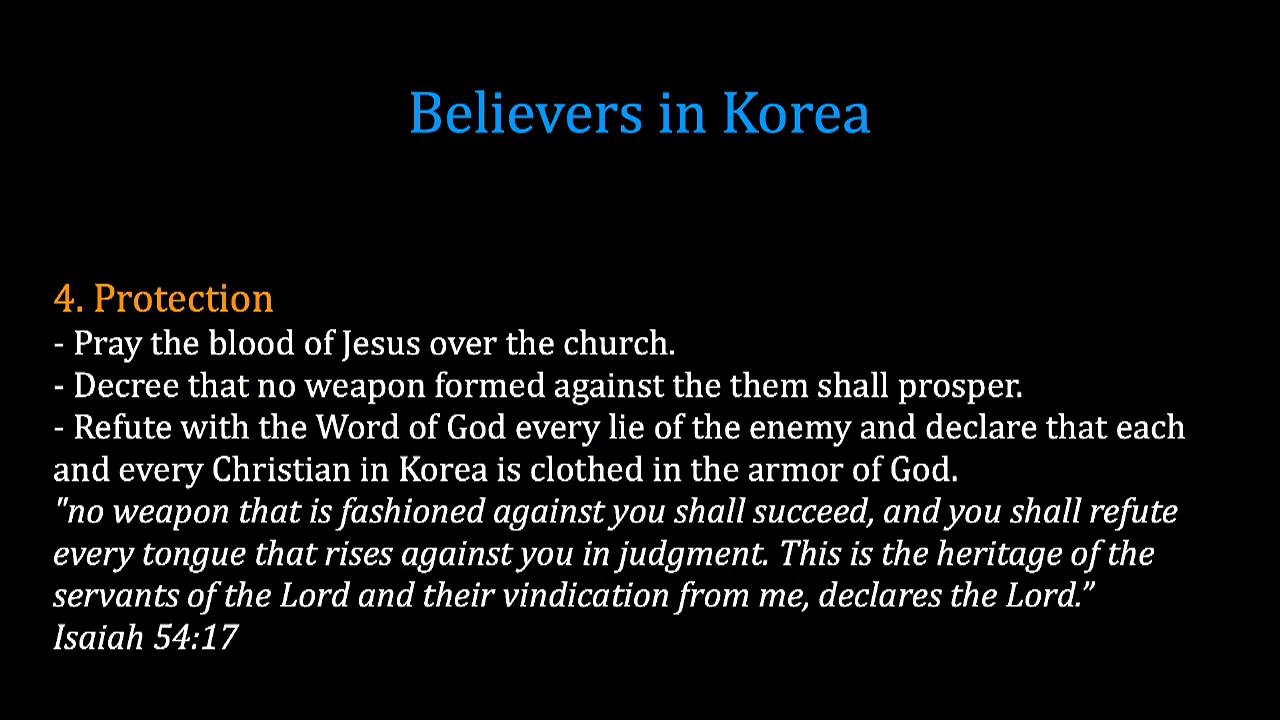 Believers in Korea
4. Protection
- Pray the blood of Jesus over the church.
- Decree that no weapon formed against the them shall prosper.
- Refute with the Word of God every lie of the enemy and declare that each
and every Christian in Korea is clothed in the armor of God.
"no weapon that is fashioned against you shall succeed, and you shall refute
every tongue that rises against you in judgment. This is the heritage of the
servants of the Lord and their vindication from me, declares the Lord.”
Isaiah 54:17